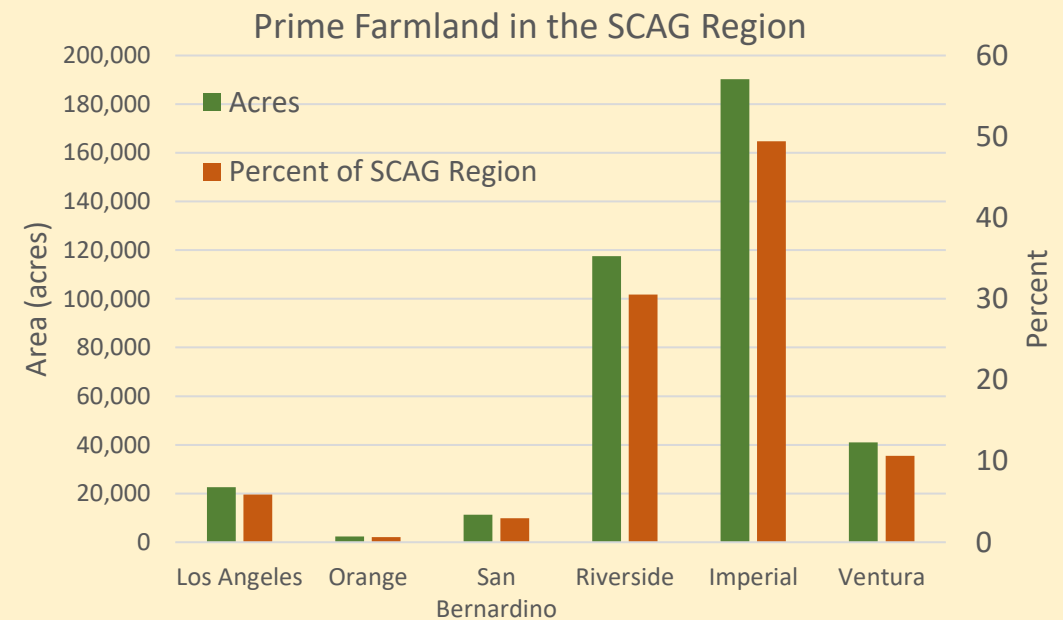 Prime Farmland in the SCAG Region
Acres
Percent of SCAG Region
Area (acres)
200,000
180,000
160,000
140,000
120,000
100,000
80,000
60,000
40,000
20,000
0
60
50
40
30
20
10
0
Percent
Los Angeles
Orange
San
Bernardino
Riverside
Imperial
Ventura